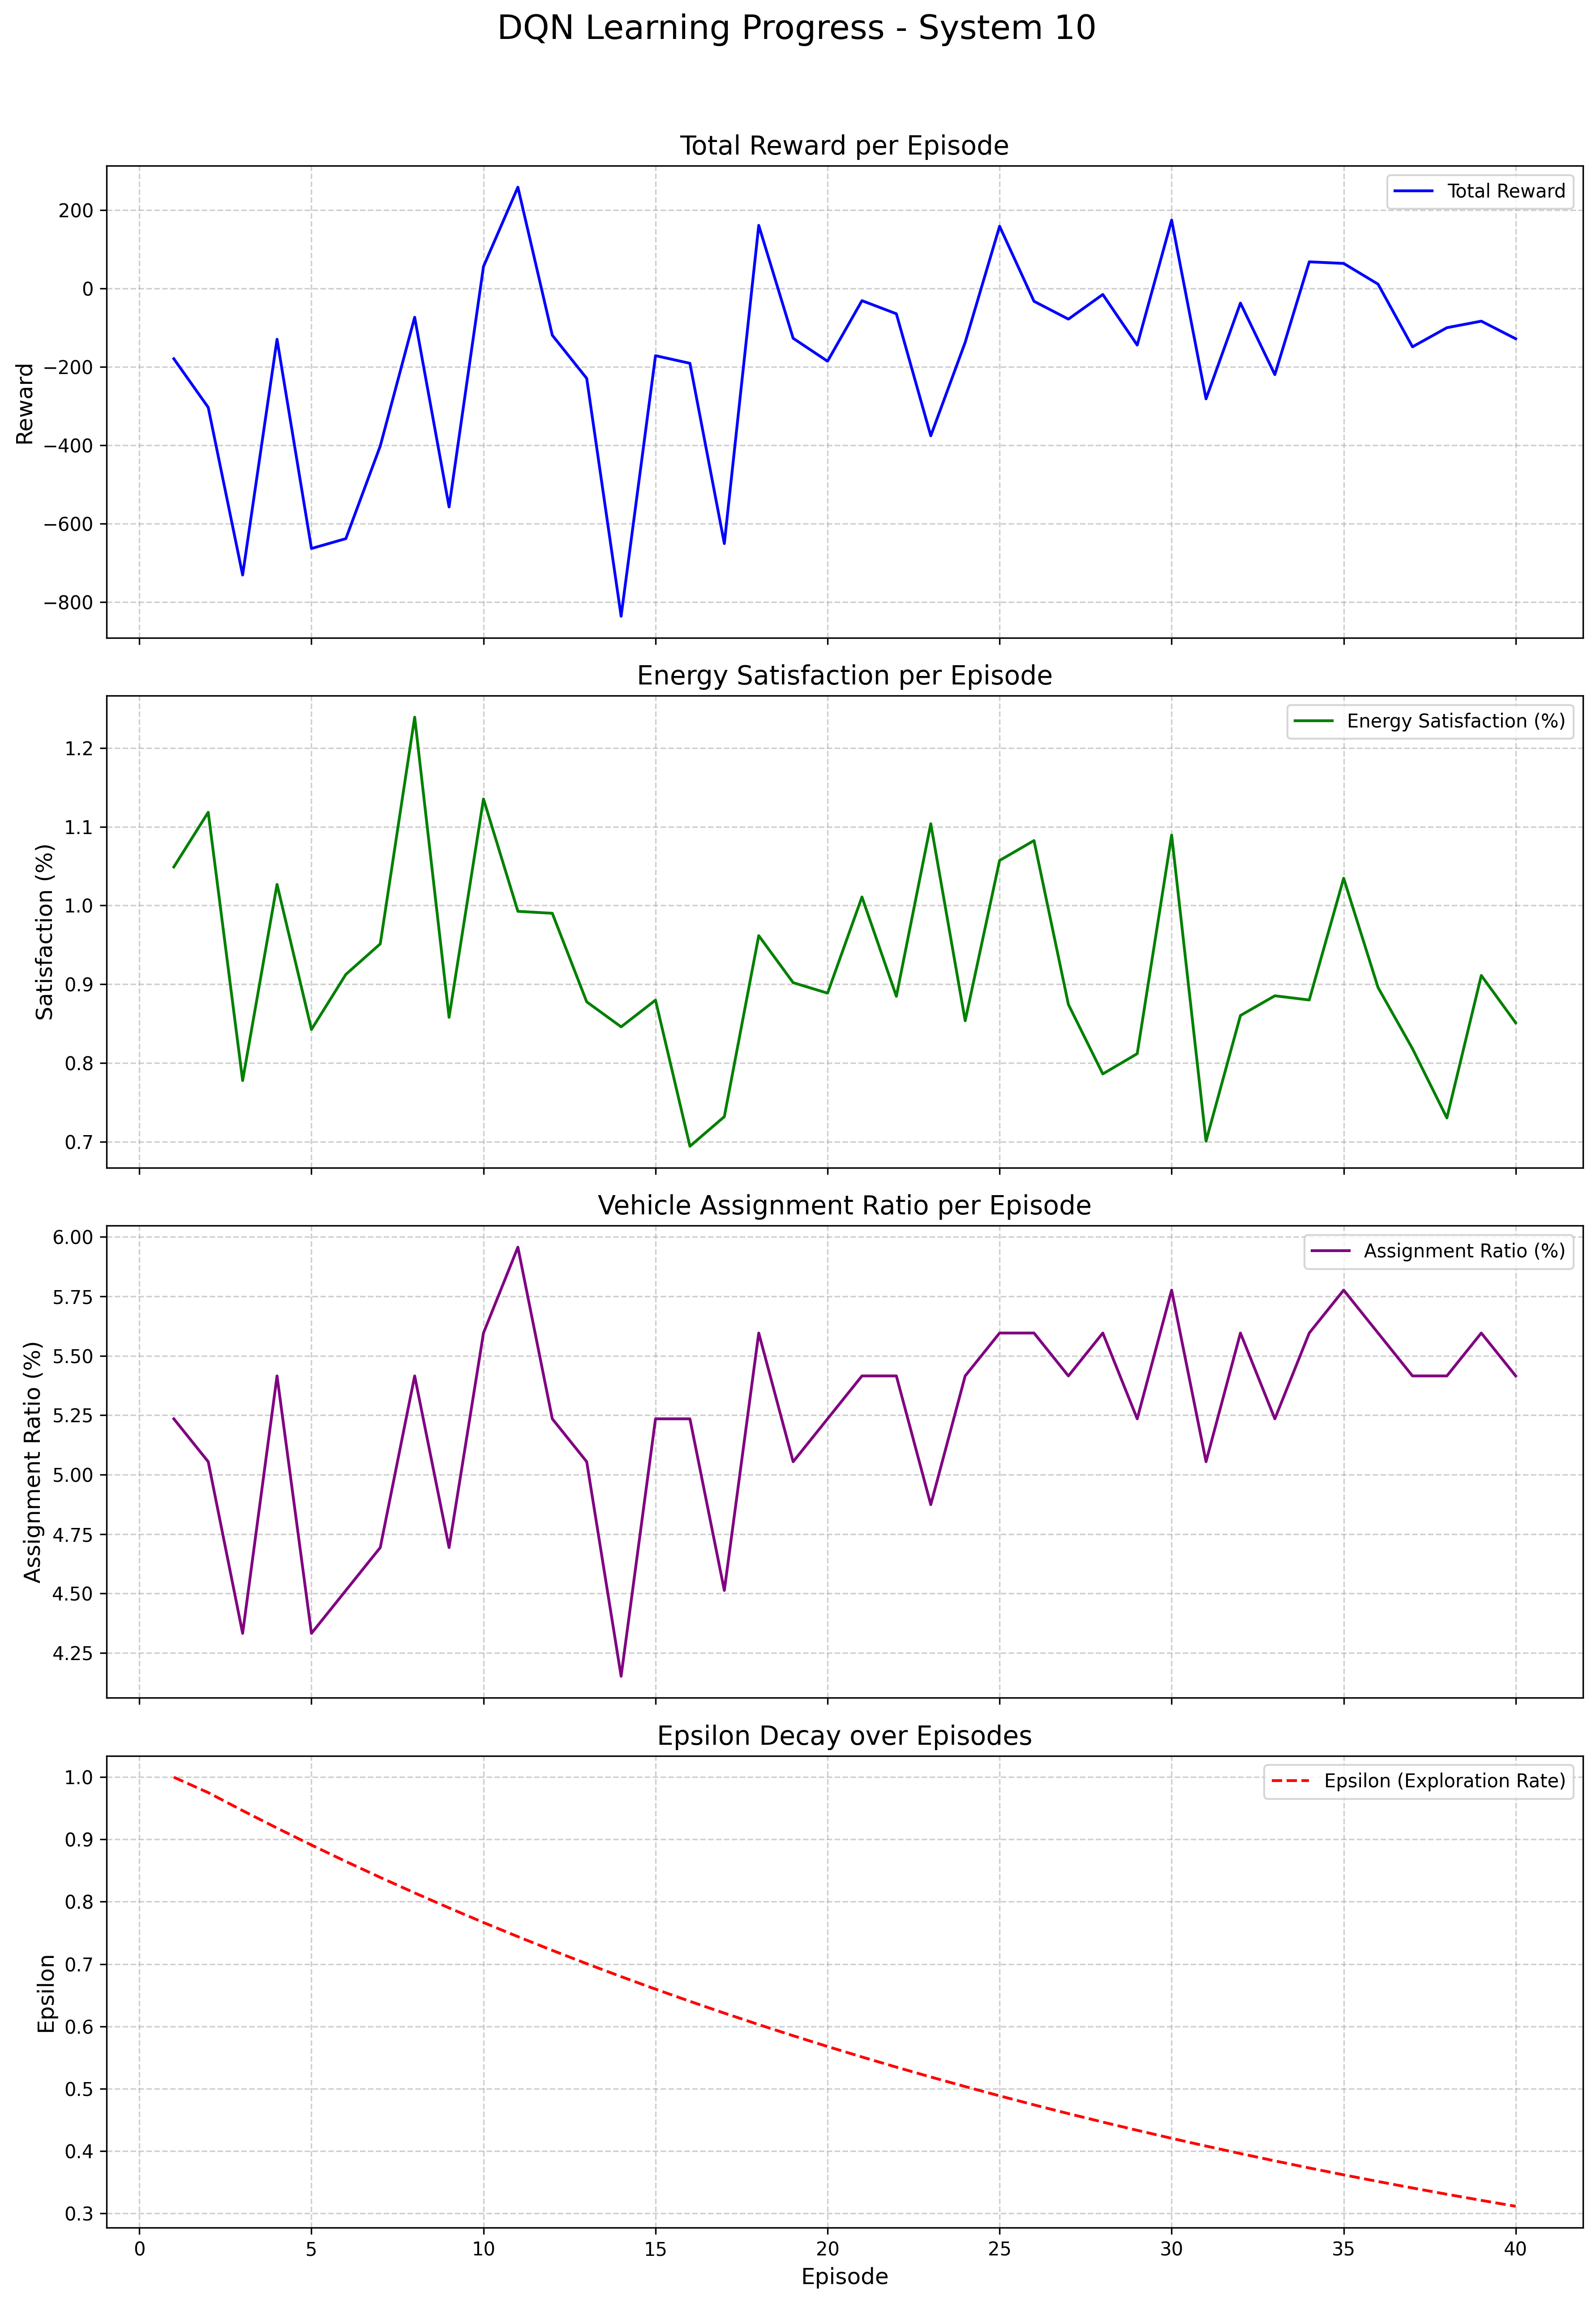 DQN Learning Progress - System 10
Total Reward per Episode
Total Reward
Reward
200
0
−200
−400
−600
−800
Energy Satisfaction per Episode
Energy Satisfaction (%)
Satisfaction (%)
1.2
1.1
1.0
0.9
0.8
0.7
Vehicle Assignment Ratio per Episode
Assignment Ratio (%)
Assignment Ratio (%)
6.00
5.75
5.50
5.25
5.00
4.75
4.50
4.25
Epsilon Decay over Episodes
Epsilon (Exploration Rate)
Epsilon
1.0
0.9
0.8
0.7
0.6
0.5
0.4
0.3
0 5 10 15 20 25 30 35 40
Episode